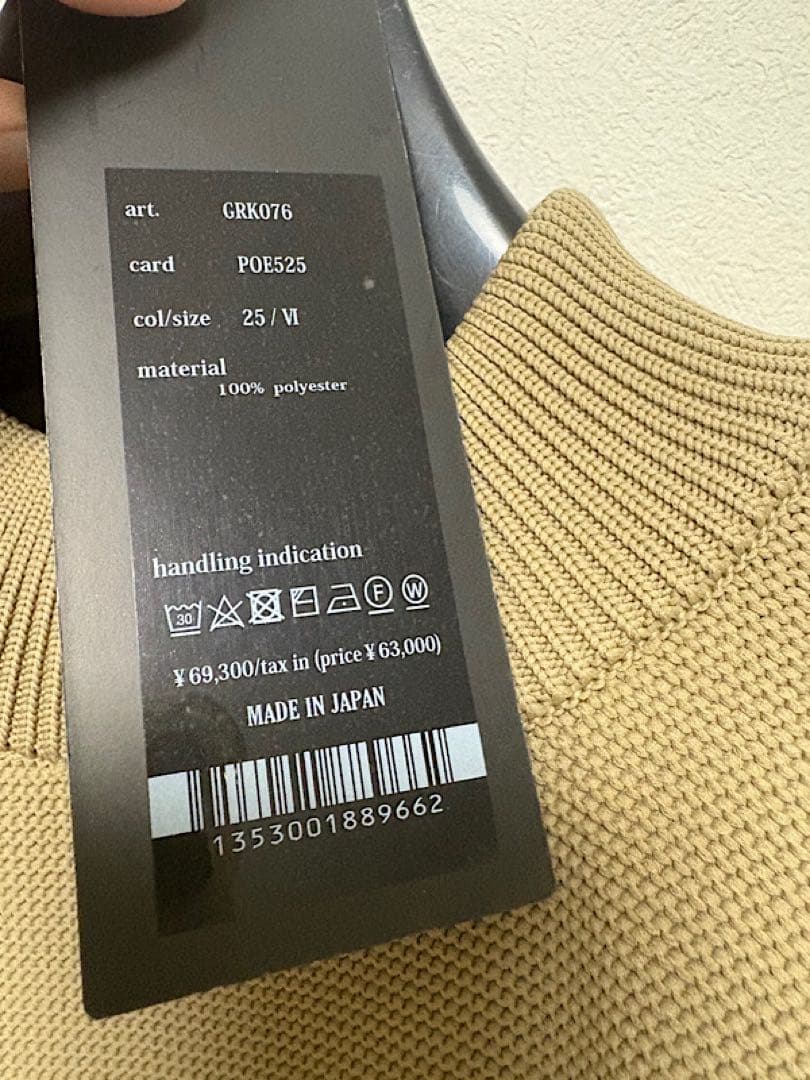 art. GRK076
card POE525
col/size 25 / VI
material
100% polyester
handling indication
30 F W
¥69,300/tax in (price ¥63,000)
MADE IN JAPAN
1353001889662